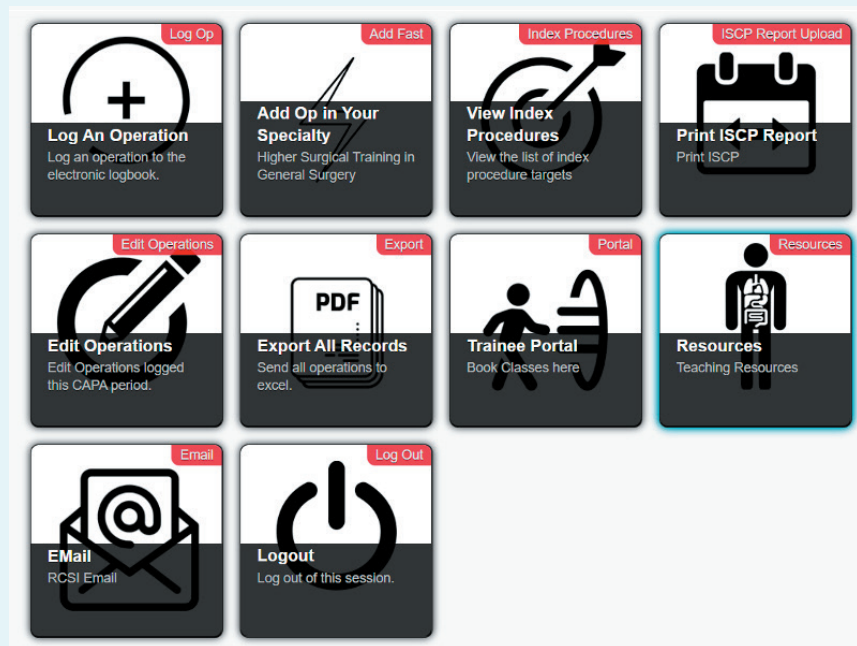 Log Op
Log An Operation
Log an operation to the
electronic logbook.
Add Fast
Add Op in Your
Specialty
Higher Surgical Training in
General Surgery
Index Procedures
View Index
Procedures
View the list of index
procedure targets
ISCP Report Upload
Print ISCP Report
Print ISCP
Edit Operations
Edit Operations
Edit Operations logged
this CAPA period.
Export
PDF
Export All Records
Send all operations to
excel.
Portal
Trainee Portal
Book Classes here
Resources
Resources
Teaching Resources
Email
@
EMail
RCSI Email
Log Out
Logout
Log out of this session.